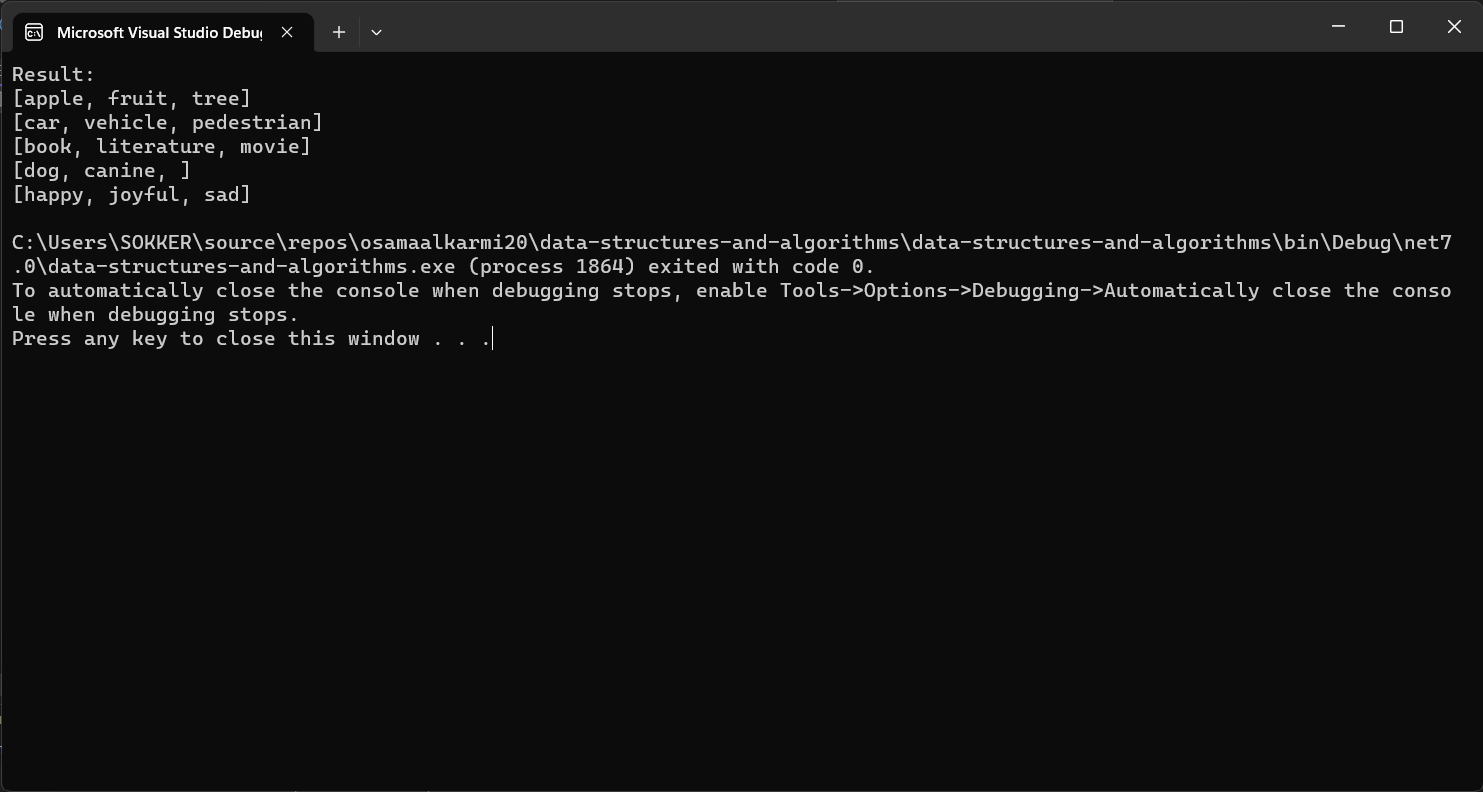 Microsoft Visual Studio Debug
Result:
[apple, fruit, tree]
[car, vehicle, pedestrian]
[book, literature, movie]
[dog, canine, ]
[happy, joyful, sad]
C:\Users\SOKKER\source\repos\osamaalkarmi20\data-structures-and-algorithms\data-structures-and-algorithms\bin\Debug\net7
.0\data-structures-and-algorithms.exe (process 1864) exited with code 0.
To automatically close the console when debugging stops, enable Tools->Options->Debugging->Automatically close the conso
le when debugging stops.
Press any key to close this window . . .